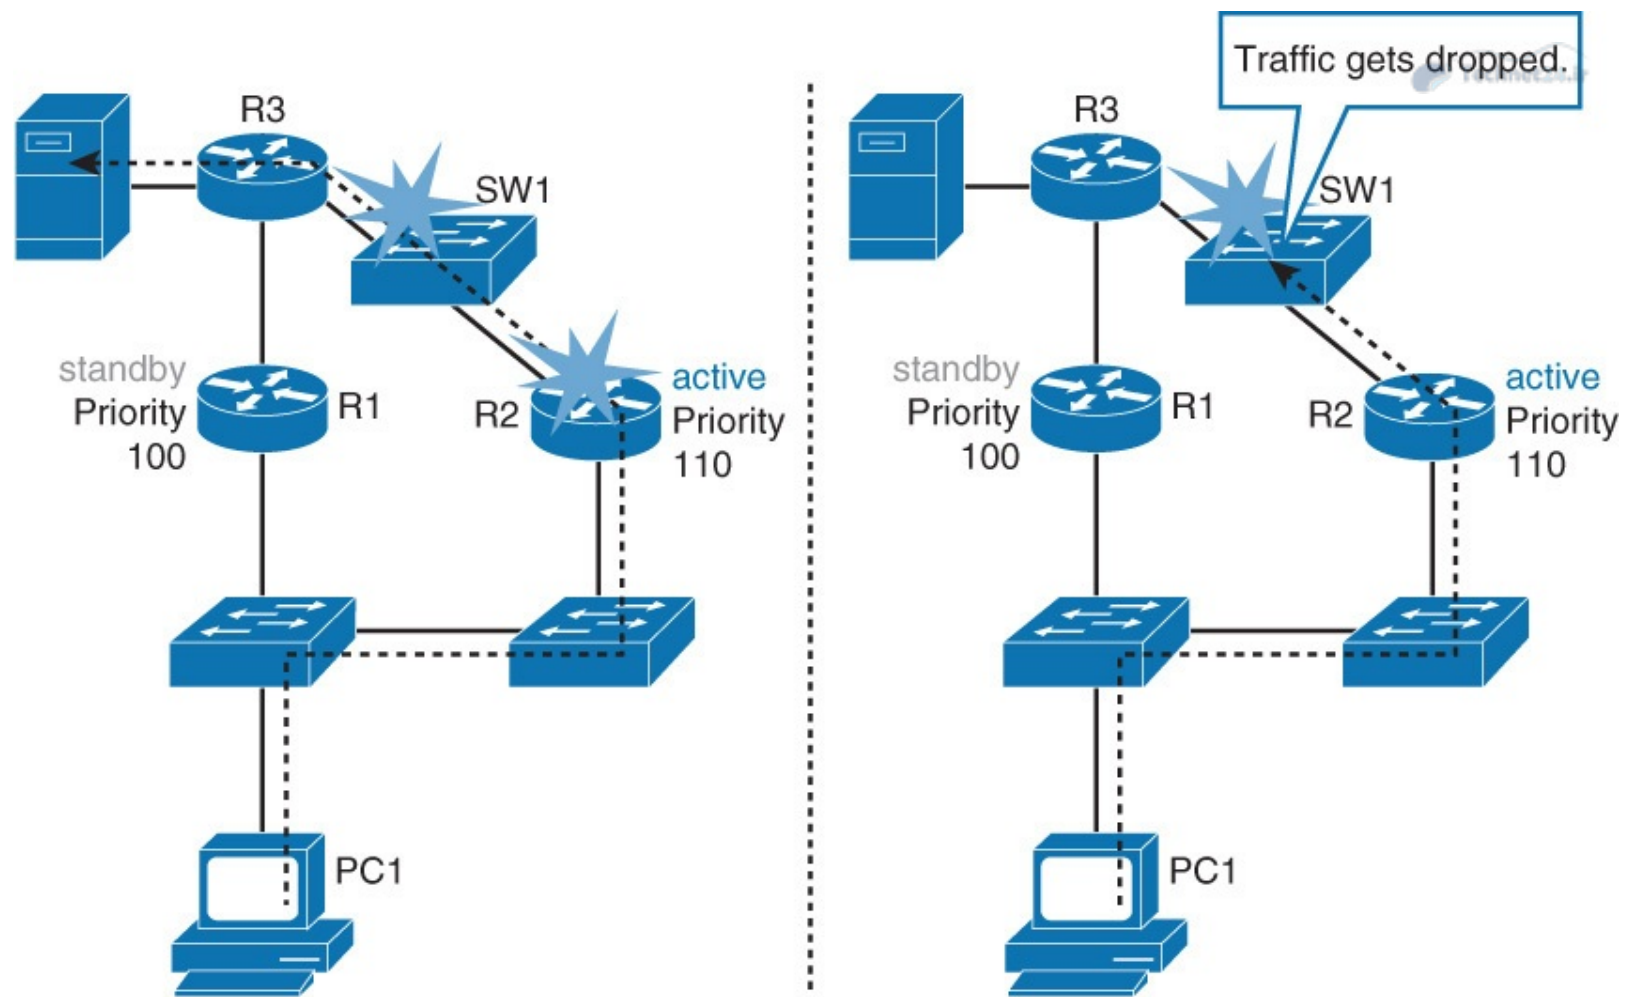 R3
SW1
standby
Priority
100
R1
R2
active
Priority
110
PC1
Traffic gets dropped.
R3
SW1
standby
Priority
100
R1
R2
active
Priority
110
PC1